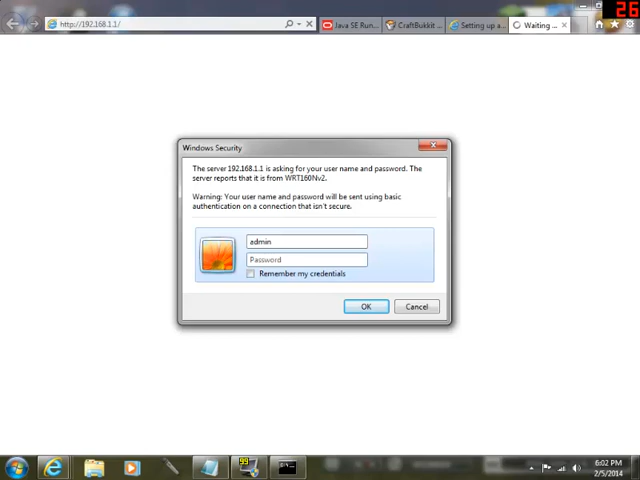 26
http://192.168.1.1/
Java SE Run...
CraftBukkit ...
Setting up a...
Waiting ...
Windows Security
The server 192.168.1.1 is asking for your user name and password. The
server reports that it is from WRT160Nv2.
Warning: Your user name and password will be sent using basic
authentication on a connection that isn't secure.
admin
Password
Remember my credentials
OK
Cancel
99
6:02 PM
2/5/2014